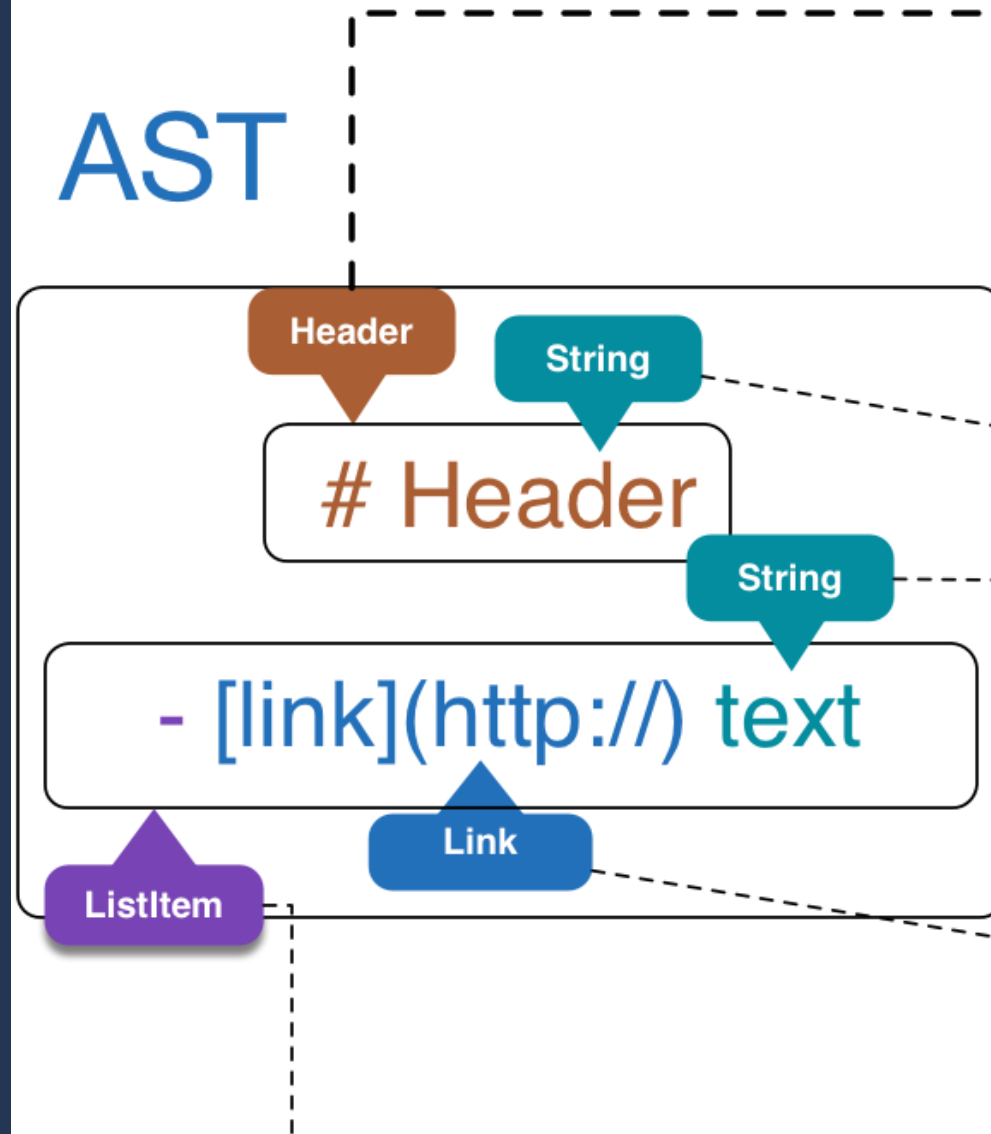 AST
Header
String
# Header
String
- [link](http://) text
Link
ListItem